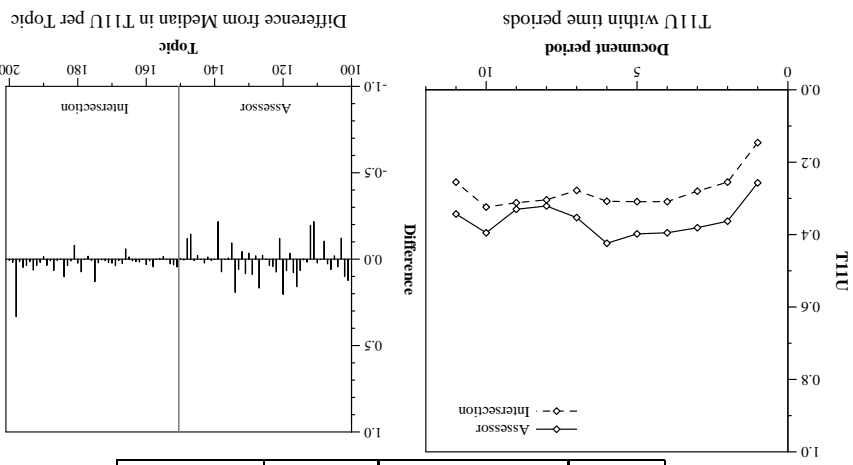 T11U
1.0
0.8
0.6
0.4
0.2
0.0
Assessor
Intersection
0 5 10
Document period
T11U within time periods
Difference
1.0
0.5
0.0
-0.5
-1.0
Assessor Intersection
100 120 140 160 180 200
Topic
Difference from Median in T11U per Topic